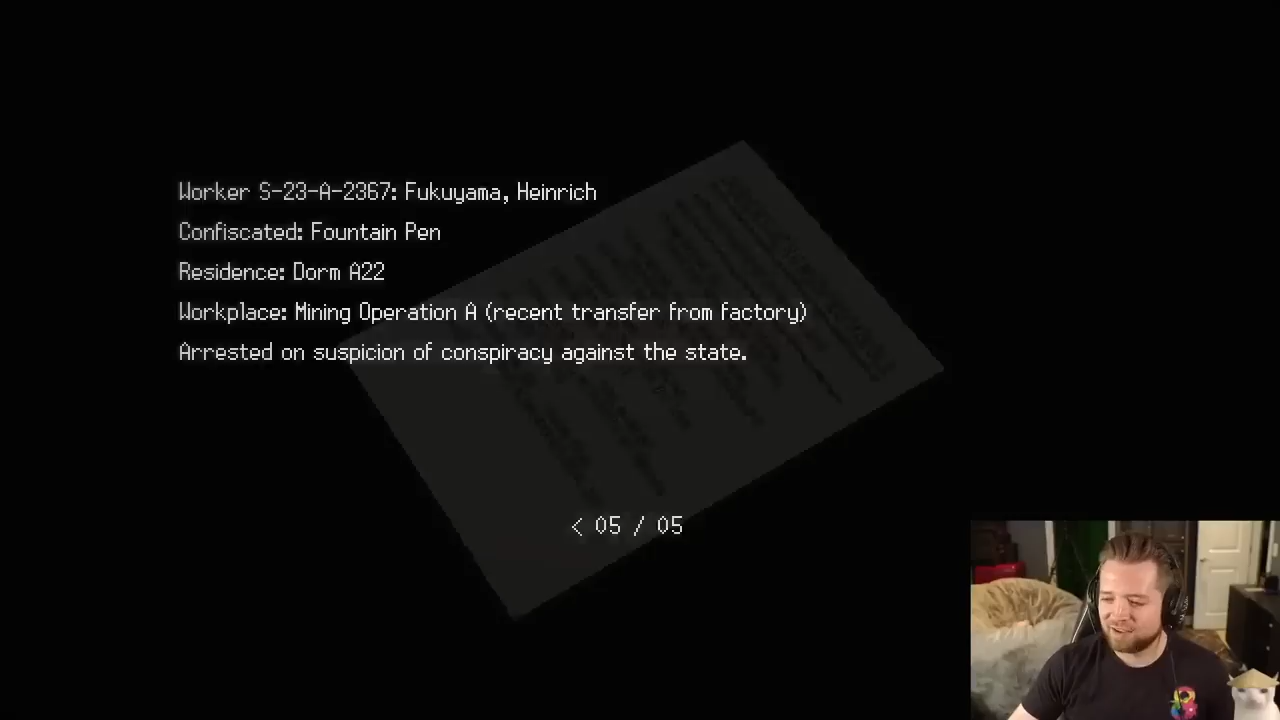 Worker S-23-A-2367: Fukuyama, Heinrich
Confiscated: Fountain Pen
Residence: Dorm A22
Workplace: Mining Operation A (recent transfer from factory)
Arrested on suspicion of conspiracy against the state.
< 05 / 05